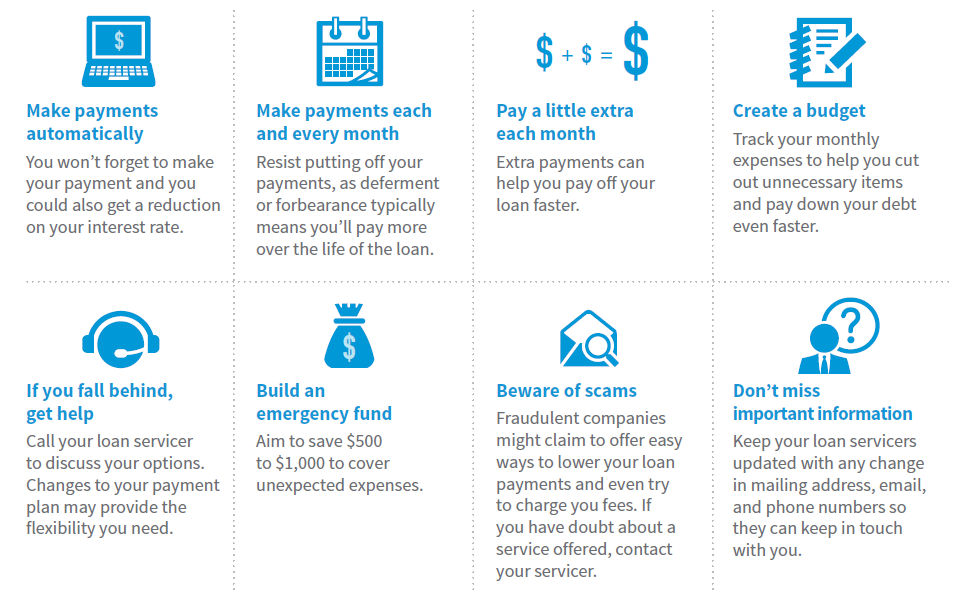 $
Make payments
automatically
You won’t forget to make
your payment and you
could also get a reduction
on your interest rate.
Make payments each
and every month
Resist putting off your
payments, as deferment
or forbearance typically
means you’ll pay more
over the life of the loan.
$ + $ = $
Pay a little extra
each month
Extra payments can
help you pay off your
loan faster.
Create a budget
Track your monthly
expenses to help you cut
out unnecessary items
and pay down your debt
even faster.
If you fall behind,
get help
Call your loan servicer
to discuss your options.
Changes to your payment
plan may provide the
flexibility you need.
$
Build an
emergency fund
Aim to save $500
to $1,000 to cover
unexpected expenses.
Beware of scams
Fraudulent companies
might claim to offer easy
ways to lower your loan
payments and even try
to charge you fees. If
you have doubt about a
service offered, contact
your servicer.
?
Don’t miss
important information
Keep your loan servicers
updated with any change
in mailing address, email,
and phone numbers so
they can keep in touch
with you.